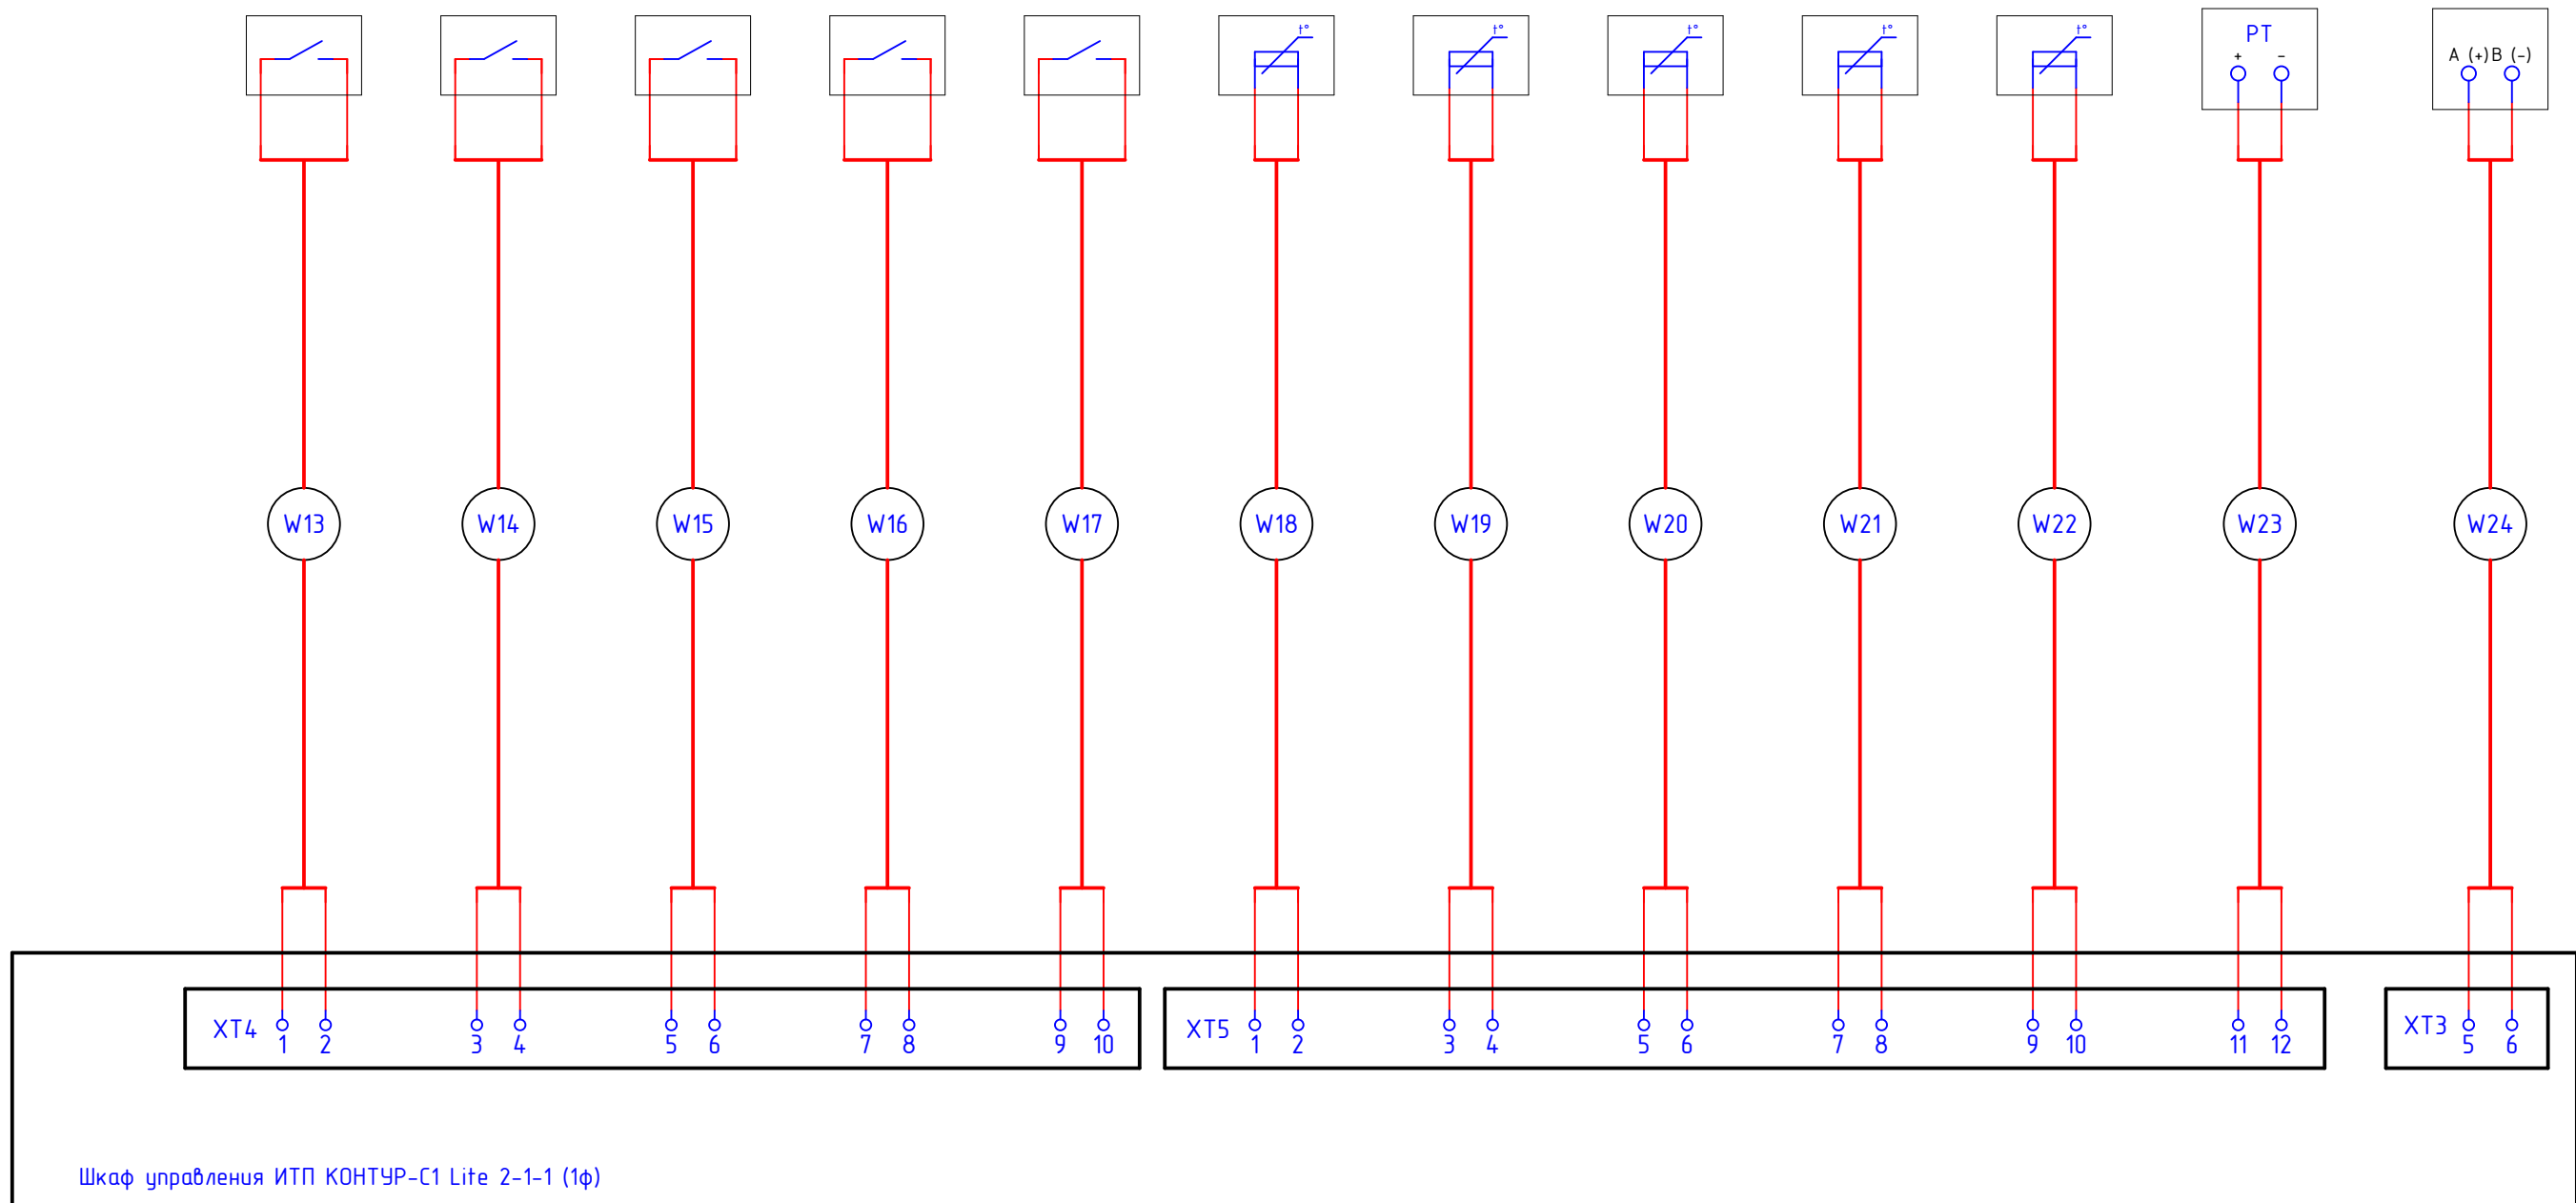 t° t° t° t° t° PT
+ - A (+) B (-)
W13 W14 W15 W16 W17 W18 W19 W20 W21 W22 W23 W24
XT4 1 2 3 4 5 6 7 8 9 10 XT5 1 2 3 4 5 6 7 8 9 10 11 12 XT3 5 6
Шкаф управления ИТП КОНТУР-С1 Lite 2-1-1 (1ф)